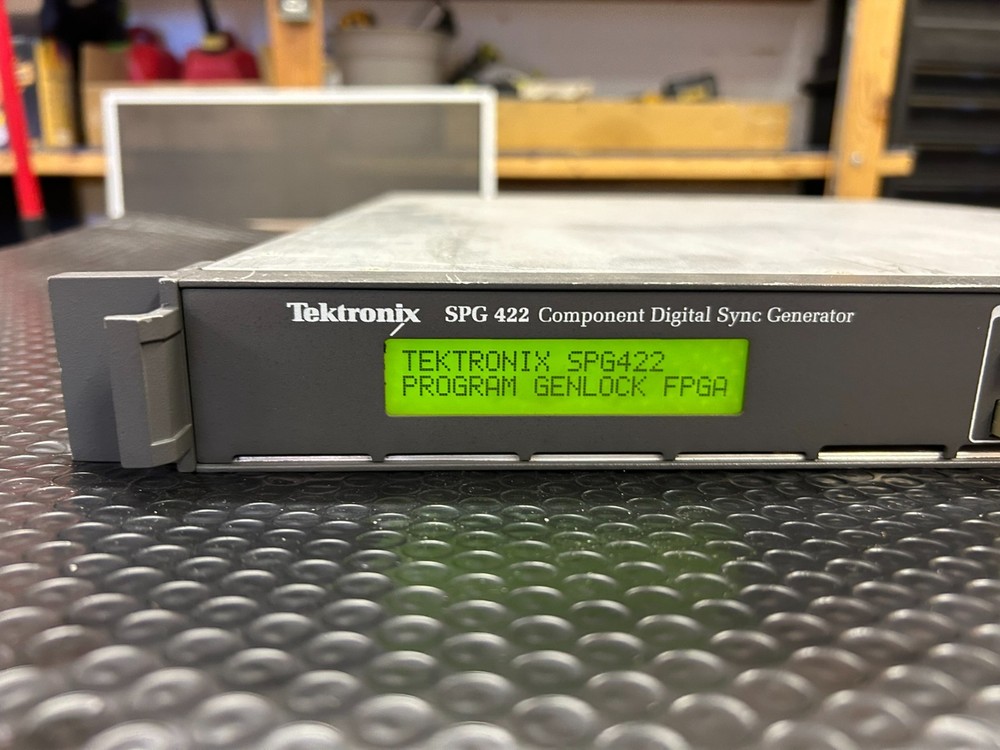 Tektronix SPG 422 Component Digital Sync Generator
TEKTRONIX SPG422
PROGRAM GENLOCK FPGA